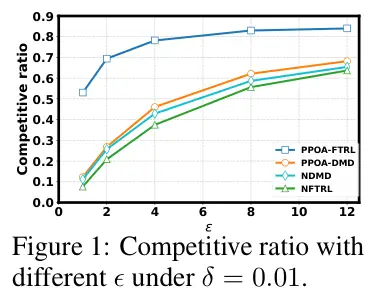 0.9
0.8
0.7
0.6
0.5
0.4
0.3
0.2
0.1
0.0
Competitive ratio
PPOA-FTRL
PPOA-DMD
NDMD
NFTRL
0 2 4 6 8 10 12
ε
Figure 1: Competitive ratio with
different ϵ under δ = 0.01.